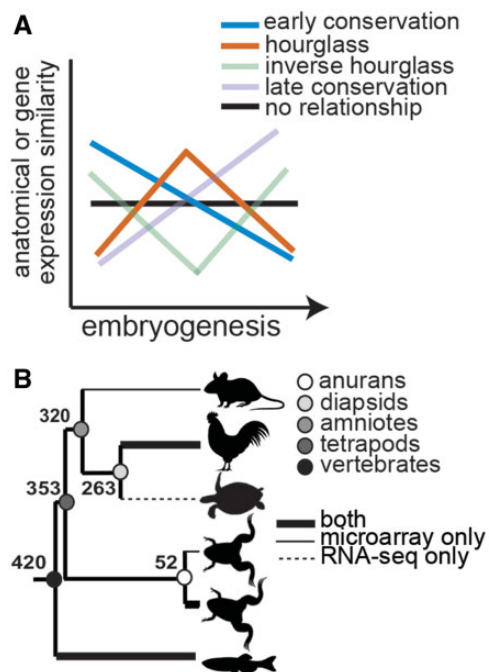 A
early conservation
hourglass
inverse hourglass
late conservation
no relationship
anatomical or gene
expression similarity
embryogenesis
B
anurans
diapsids
amniotes
tetrapods
vertebrates
320
263
353
52
420
both
microarray only
RNA-seq only